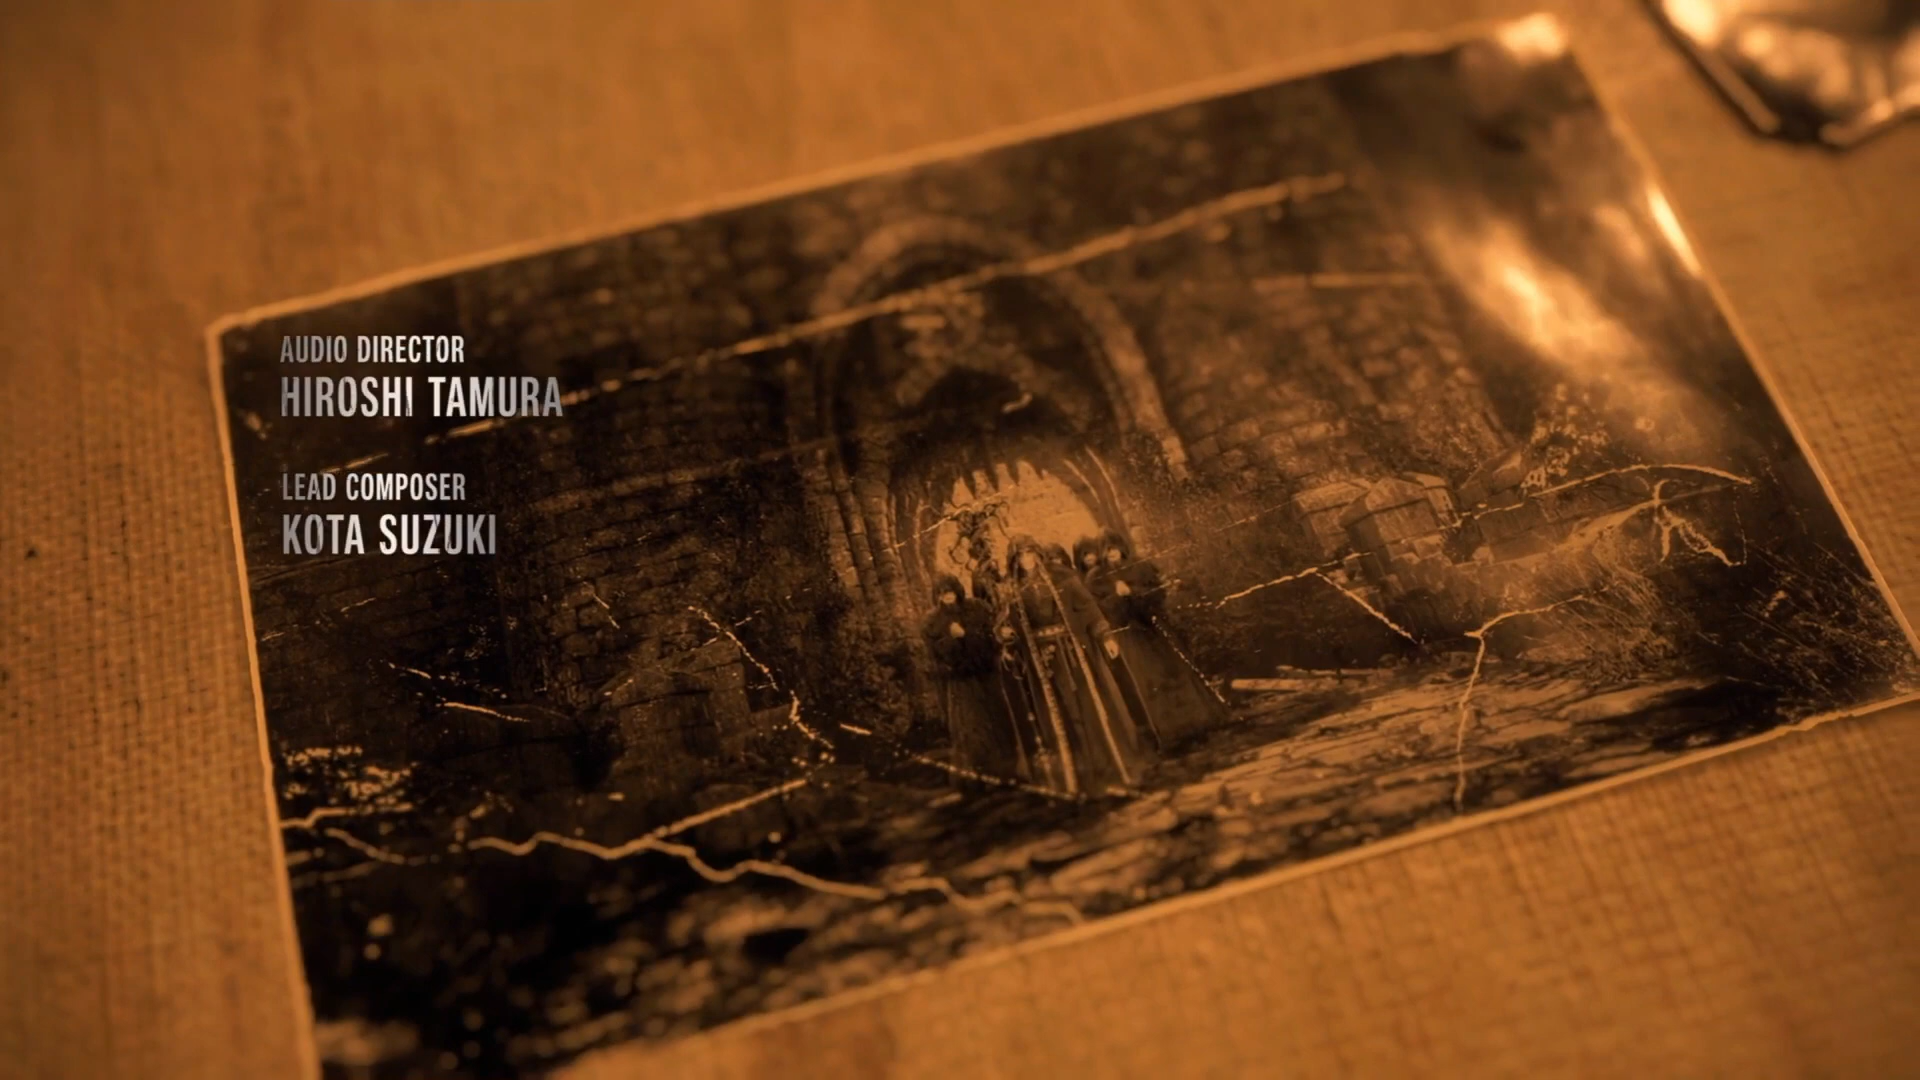 AUDIO DIRECTOR
HIROSHI TAMURA
LEAD COMPOSER
KOTA SUZUKI